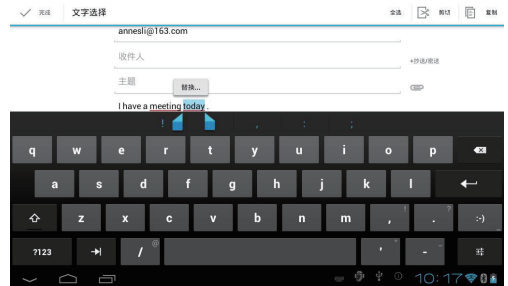 完成 文字选择 全选 剪切 复制
annesli@163.com
收件人 +抄送/密送
主题
替换...
I have a meeting today .
! , : ;
q w e r t y u i o p
a s d f g h j k l
z x c v b n m , ! . ? :-)
?123 / @ ' " - _
10:17